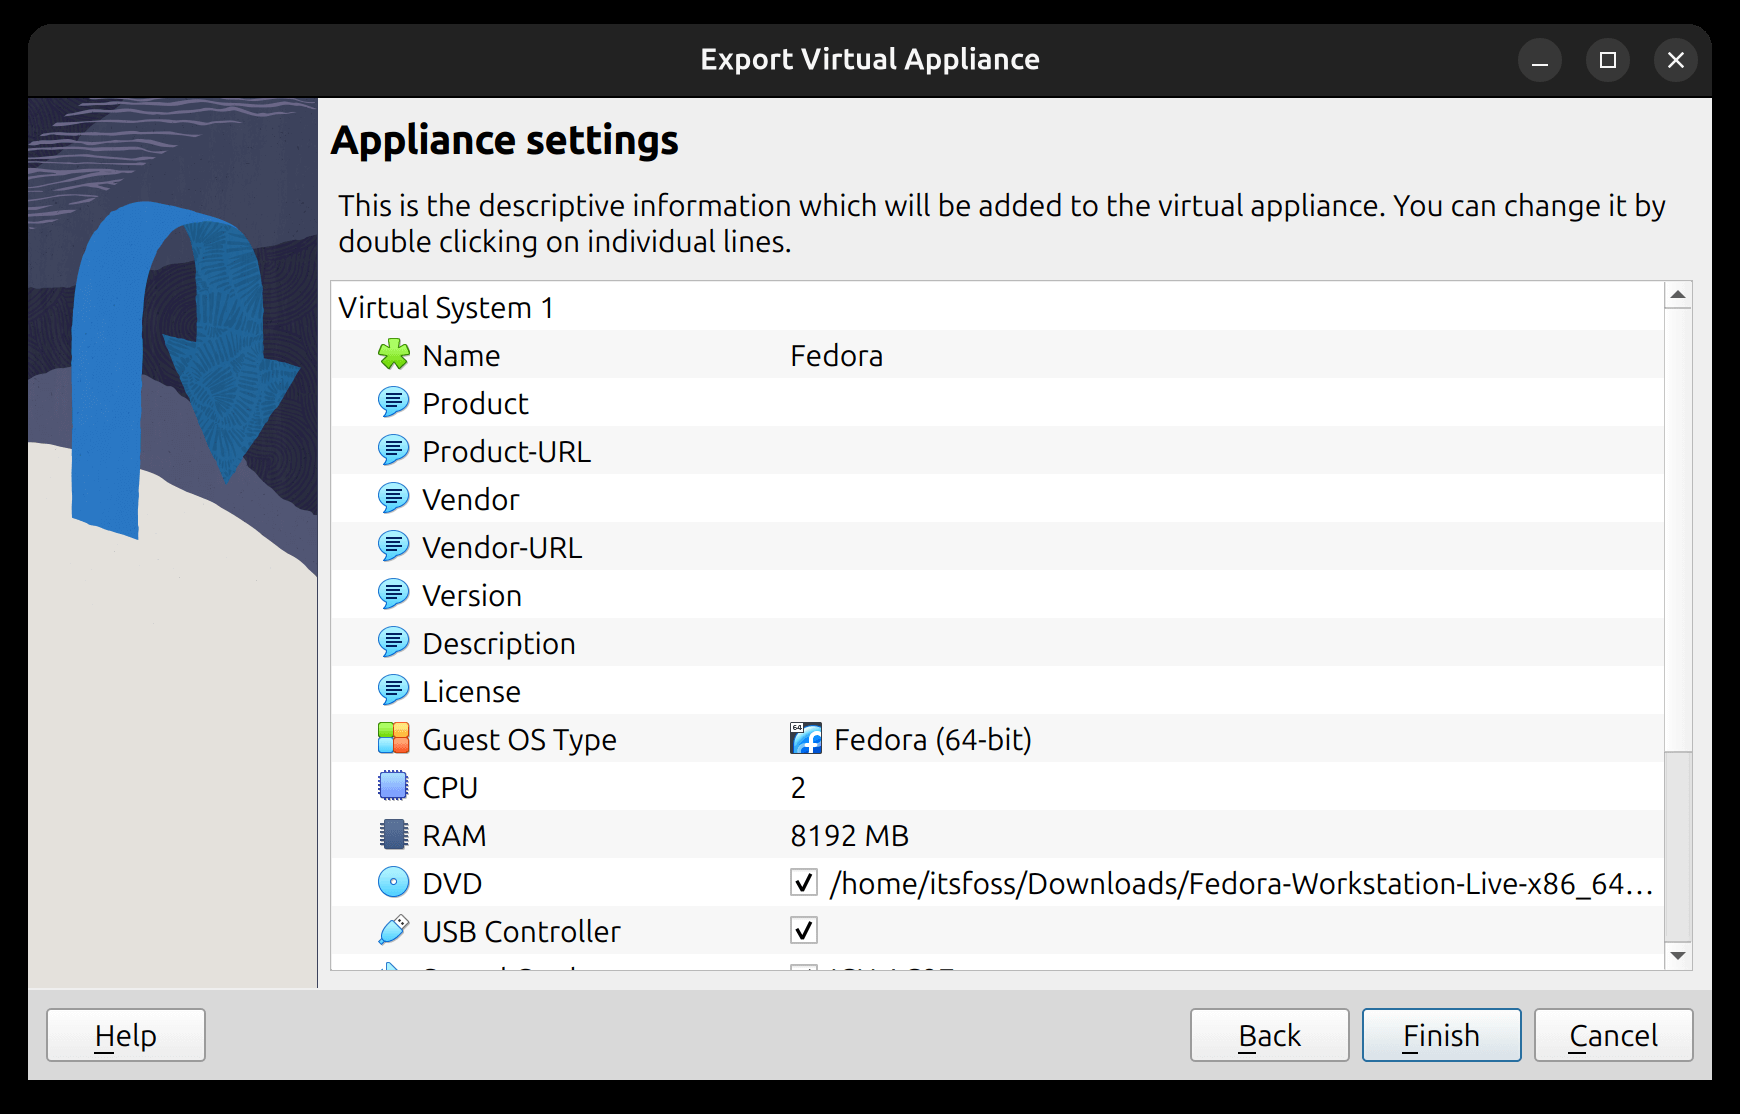 Export Virtual Appliance
Appliance settings
This is the descriptive information which will be added to the virtual appliance. You can change it by
double clicking on individual lines.
Virtual System 1
Name Fedora
Product
Product-URL
Vendor
Vendor-URL
Version
Description
License
Guest OS Type 64 Fedora (64-bit)
CPU 2
RAM 8192 MB
DVD /home/itsfoss/Downloads/Fedora-Workstation-Live-x86_64...
USB Controller
Help Back Finish Cancel